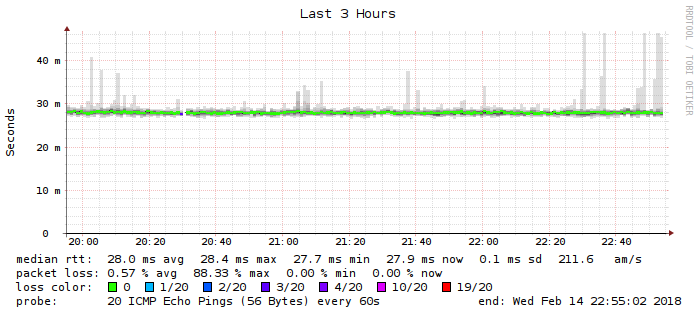 Last 3 Hours
RRDTOOL / TOBI OETIKER
Seconds
40 m
30 m
20 m
10 m
0
20:00 20:20 20:40 21:00 21:20 21:40 22:00 22:20 22:40
median rtt: 28.0 ms avg 28.4 ms max 27.7 ms min 27.9 ms now 0.1 ms sd 211.6 am/s
packet loss: 0.57 % avg 88.33 % max 0.00 % min 0.00 % now
loss color: 0 1/20 2/20 3/20 4/20 10/20 19/20
probe: 20 ICMP Echo Pings (56 Bytes) every 60s end: Wed Feb 14 22:55:02 2018